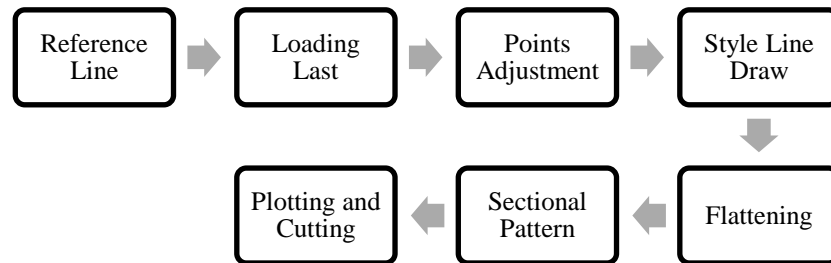 Reference
Line
Loading
Last
Points
Adjustment
Style Line
Draw
Flattening
Sectional
Pattern
Plotting and
Cutting